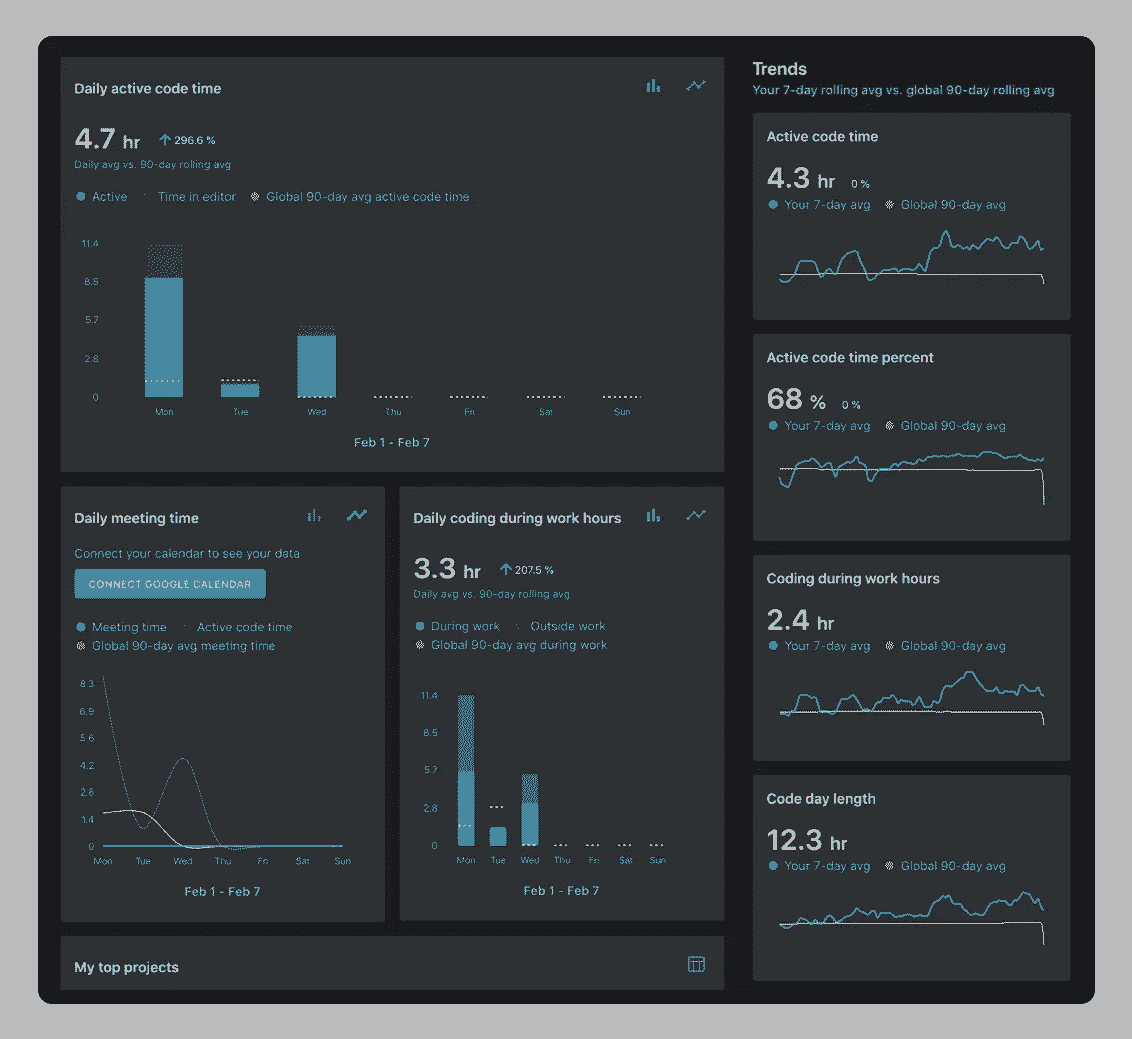 Daily active code time
4.7 hr 296.6 %
Daily avg vs. 90-day rolling avg
Active Time in editor Global 90-day avg active code time
11.4
8.5
5.7
2.8
0
Mon Tue Wed Thu Fri Sat Sun
Feb 1 - Feb 7
Daily meeting time
Connect your calendar to see your data
CONNECT GOOGLE CALENDAR
Meeting time Active code time
Global 90-day avg meeting time
8.3
6.9
5.6
4.2
2.8
1.4
0
Mon Tue Wed Thu Fri Sat Sun
Feb 1 - Feb 7
Daily coding during work hours
3.3 hr 207.5 %
Daily avg vs. 90-day rolling avg
During work Outside work
Global 90-day avg during work
11.4
8.5
5.7
2.8
0
Mon Tue Wed Thu Fri Sat Sun
Feb 1 - Feb 7
My top projects
Trends
Your 7-day rolling avg vs. global 90-day rolling avg
Active code time
4.3 hr 0 %
Your 7-day avg Global 90-day avg
Active code time percent
68 % 0 %
Your 7-day avg Global 90-day avg
Coding during work hours
2.4 hr
Your 7-day avg Global 90-day avg
Code day length
12.3 hr
Your 7-day avg Global 90-day avg